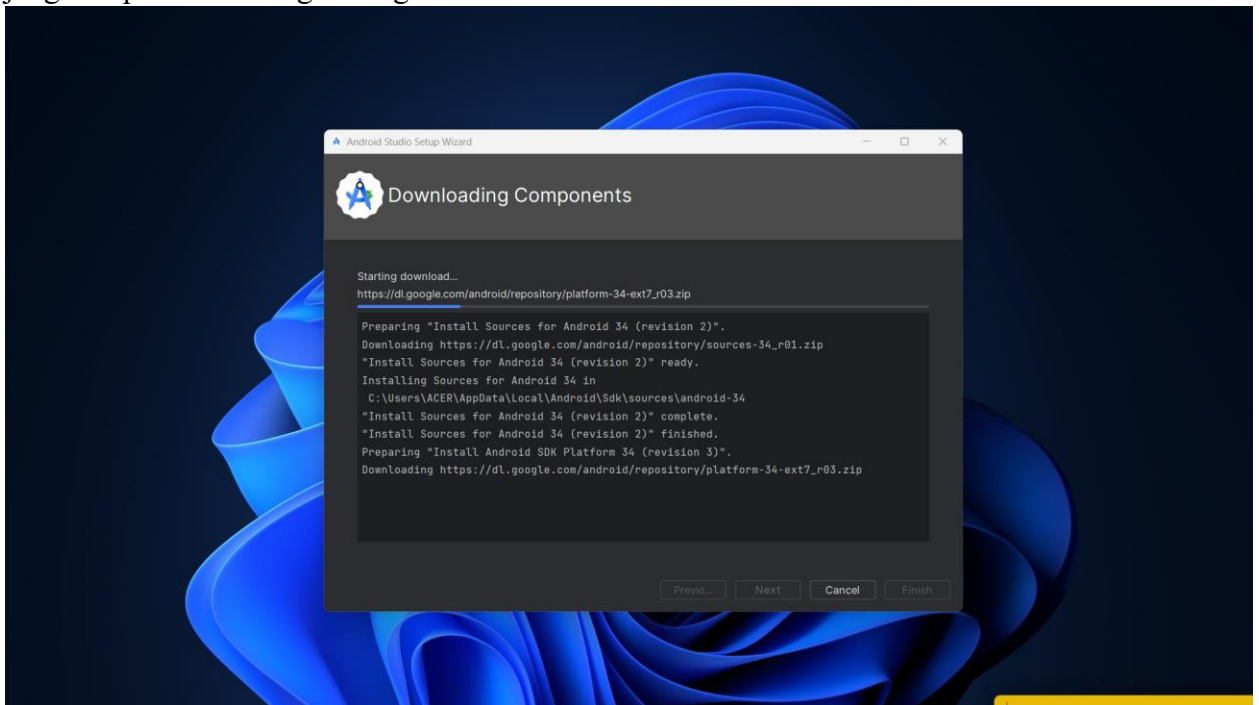 Android Studio Setup Wizard
Downloading Components
Starting download...
https://dl.google.com/android/repository/platform-34-ext7_r03.zip
Preparing "Install Sources for Android 34 (revision 2)".
Downloading https://dl.google.com/android/repository/sources-34_r01.zip
"Install Sources for Android 34 (revision 2)" ready.
Installing Sources for Android 34 in
C:\Users\ACER\AppData\Local\Android\Sdk\sources\android-34
"Install Sources for Android 34 (revision 2)" complete.
"Install Sources for Android 34 (revision 2)" finished.
Preparing "Install Android SDK Platform 34 (revision 3)".
Downloading https://dl.google.com/android/repository/platform-34-ext7_r03.zip
Previo... Next Cancel Finish